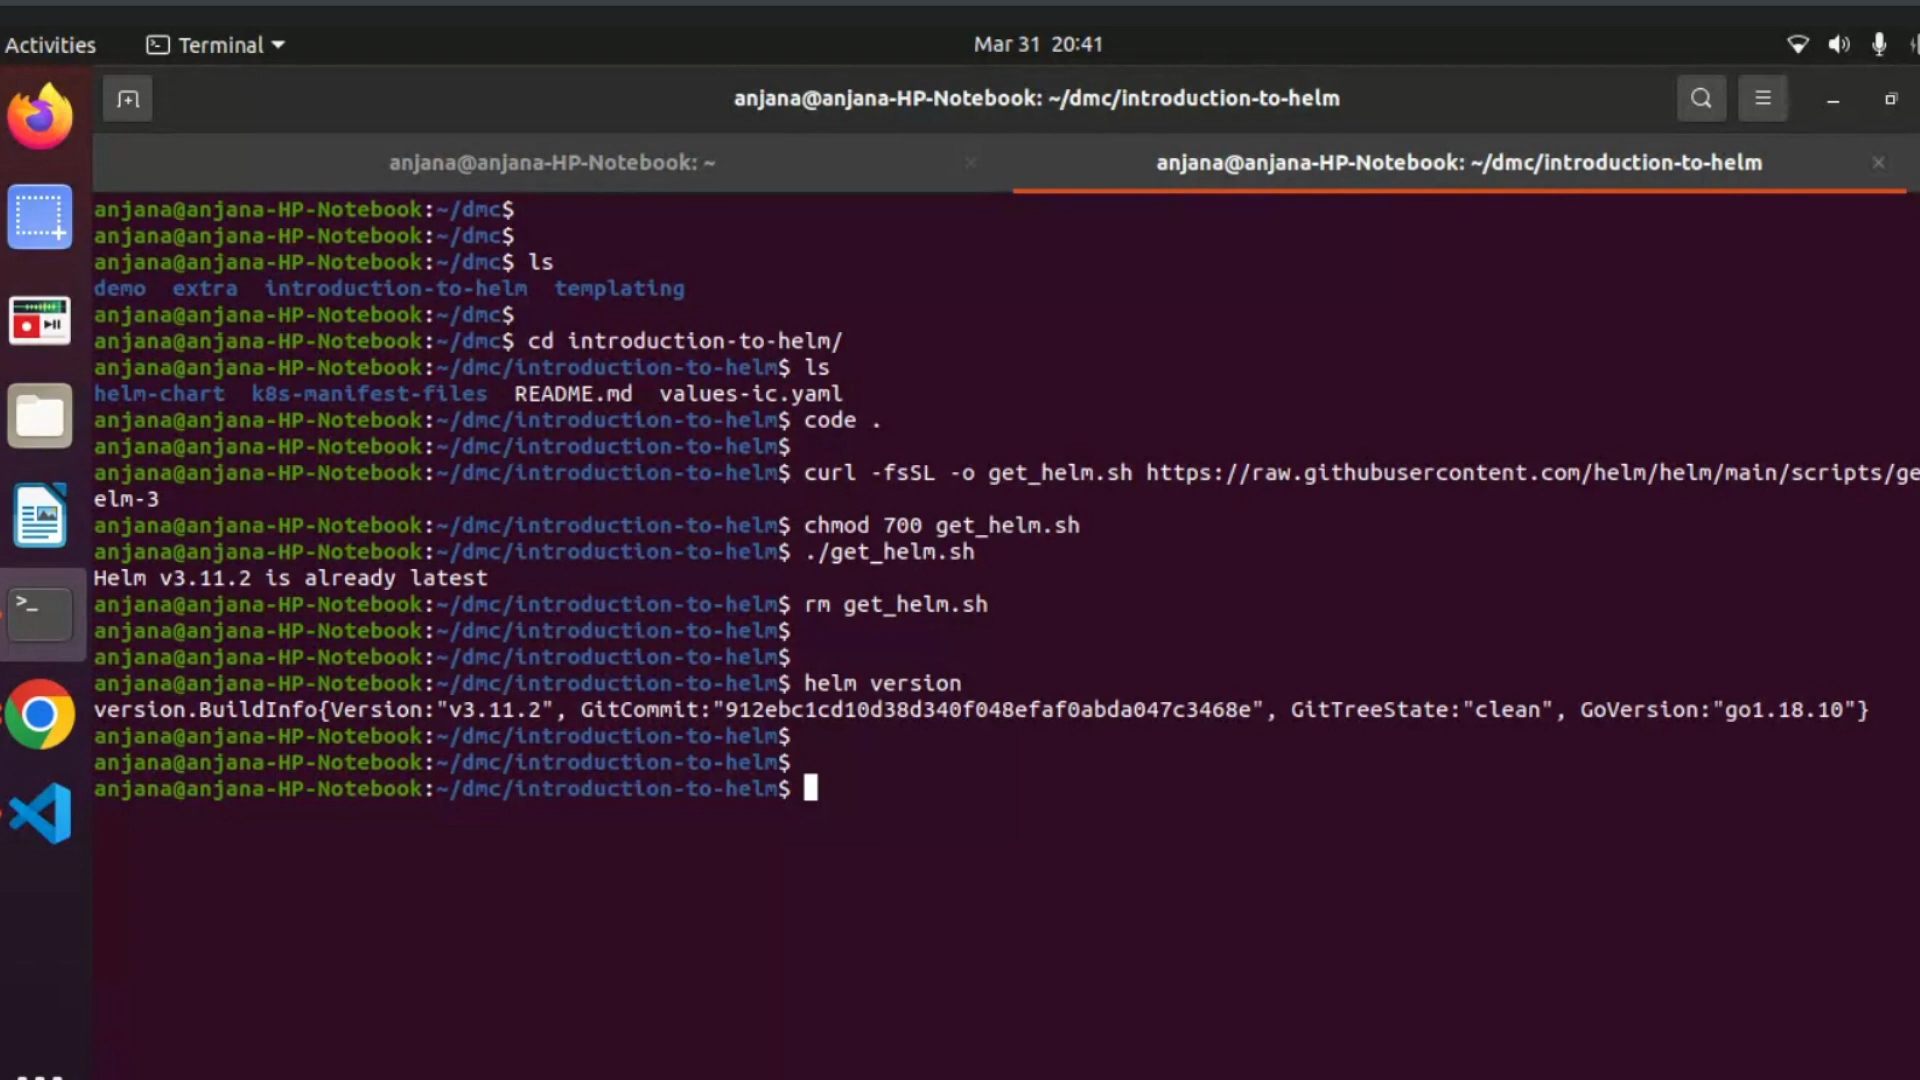 Activities Terminal Mar 31 20:41
anjana@anjana-HP-Notebook: ~/dmc/introduction-to-helm
anjana@anjana-HP-Notebook: ~ anjana@anjana-HP-Notebook: ~/dmc/introduction-to-helm
anjana@anjana-HP-Notebook:~/dmc$
anjana@anjana-HP-Notebook:~/dmc$
anjana@anjana-HP-Notebook:~/dmc$ ls
demo extra introduction-to-helm templating
anjana@anjana-HP-Notebook:~/dmc$
anjana@anjana-HP-Notebook:~/dmc$ cd introduction-to-helm/
anjana@anjana-HP-Notebook:~/dmc/introduction-to-helm$ ls
helm-chart k8s-manifest-files README.md values-ic.yaml
anjana@anjana-HP-Notebook:~/dmc/introduction-to-helm$ code .
anjana@anjana-HP-Notebook:~/dmc/introduction-to-helm$
anjana@anjana-HP-Notebook:~/dmc/introduction-to-helm$ curl -fsSL -o get_helm.sh https://raw.githubusercontent.com/helm/helm/main/scripts/ge
elm-3
anjana@anjana-HP-Notebook:~/dmc/introduction-to-helm$ chmod 700 get_helm.sh
anjana@anjana-HP-Notebook:~/dmc/introduction-to-helm$ ./get_helm.sh
Helm v3.11.2 is already latest
anjana@anjana-HP-Notebook:~/dmc/introduction-to-helm$ rm get_helm.sh
anjana@anjana-HP-Notebook:~/dmc/introduction-to-helm$
anjana@anjana-HP-Notebook:~/dmc/introduction-to-helm$
anjana@anjana-HP-Notebook:~/dmc/introduction-to-helm$ helm version
version.BuildInfo{Version:"v3.11.2", GitCommit:"912ebc1cd10d38d340f048efaf0abda047c3468e", GitTreeState:"clean", GoVersion:"go1.18.10"}
anjana@anjana-HP-Notebook:~/dmc/introduction-to-helm$
anjana@anjana-HP-Notebook:~/dmc/introduction-to-helm$
anjana@anjana-HP-Notebook:~/dmc/introduction-to-helm$